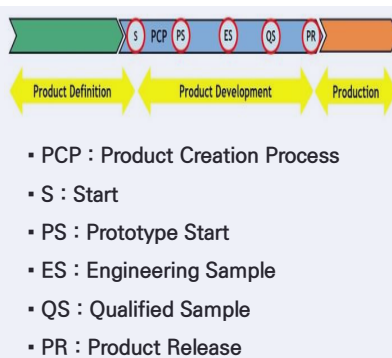 S PCP PS ES QS PR
Product Definition Product Development Production
▪ PCP : Product Creation Process
▪ S : Start
▪ PS : Prototype Start
▪ ES : Engineering Sample
▪ QS : Qualified Sample
▪ PR : Product Release